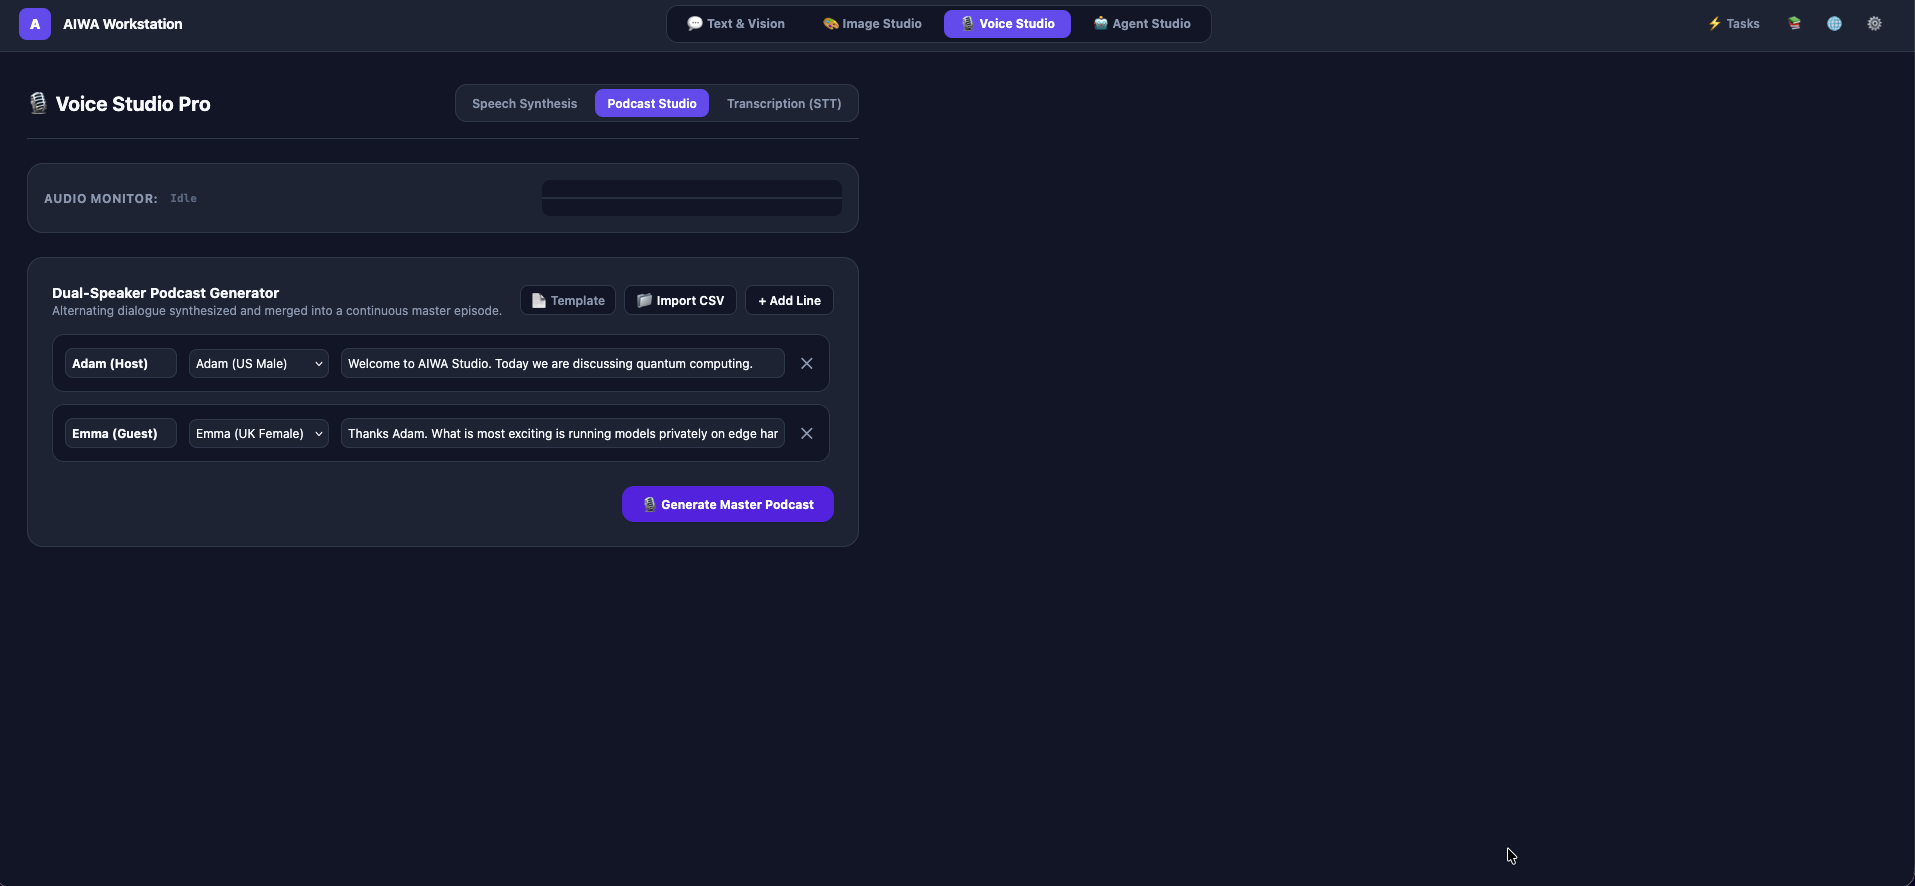 A AIWA Workstation
Text & Vision
Image Studio
Voice Studio
Agent Studio
Tasks
Voice Studio Pro
Speech Synthesis
Podcast Studio
Transcription (STT)
AUDIO MONITOR: Idle
Dual-Speaker Podcast Generator
Alternating dialogue synthesized and merged into a continuous master episode.
Template
Import CSV
+ Add Line
Adam (Host)
Adam (US Male)
Welcome to AIWA Studio. Today we are discussing quantum computing.
Emma (Guest)
Emma (UK Female)
Thanks Adam. What is most exciting is running models privately on edge har
Generate Master Podcast